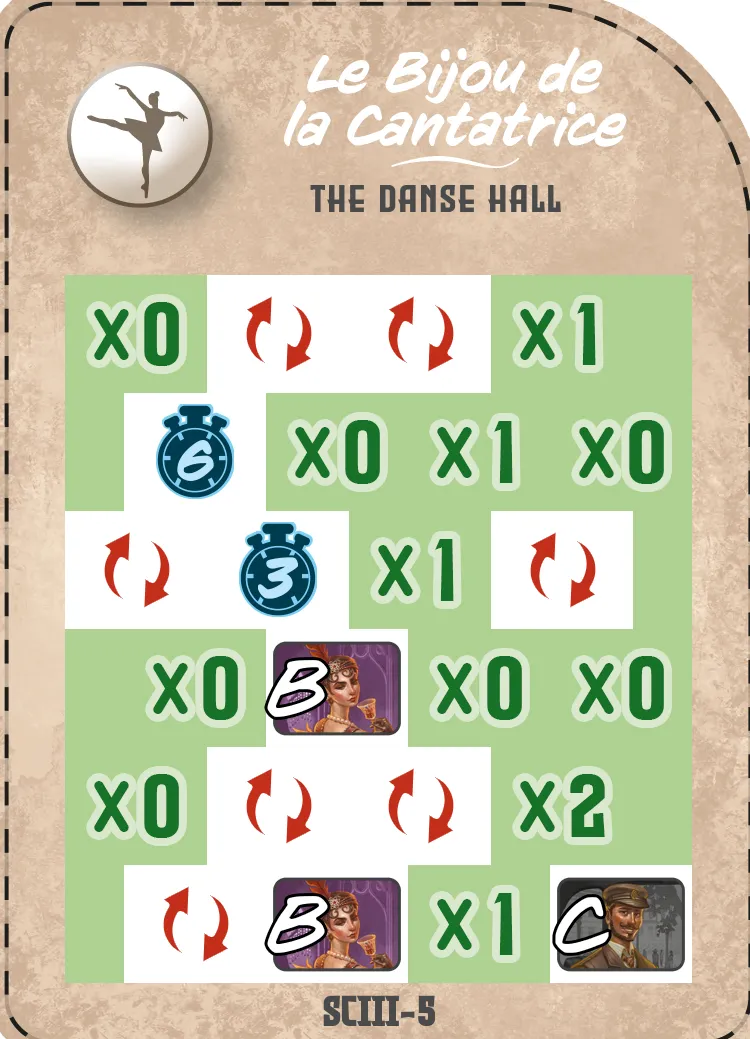 Le Bijou de
la Cantatrice
THE DANSE HALL
X0 X1
6 X0 X1 X0
3 X1
X0 B X0 X0
X0 X2
B X1 C
SCIII-5